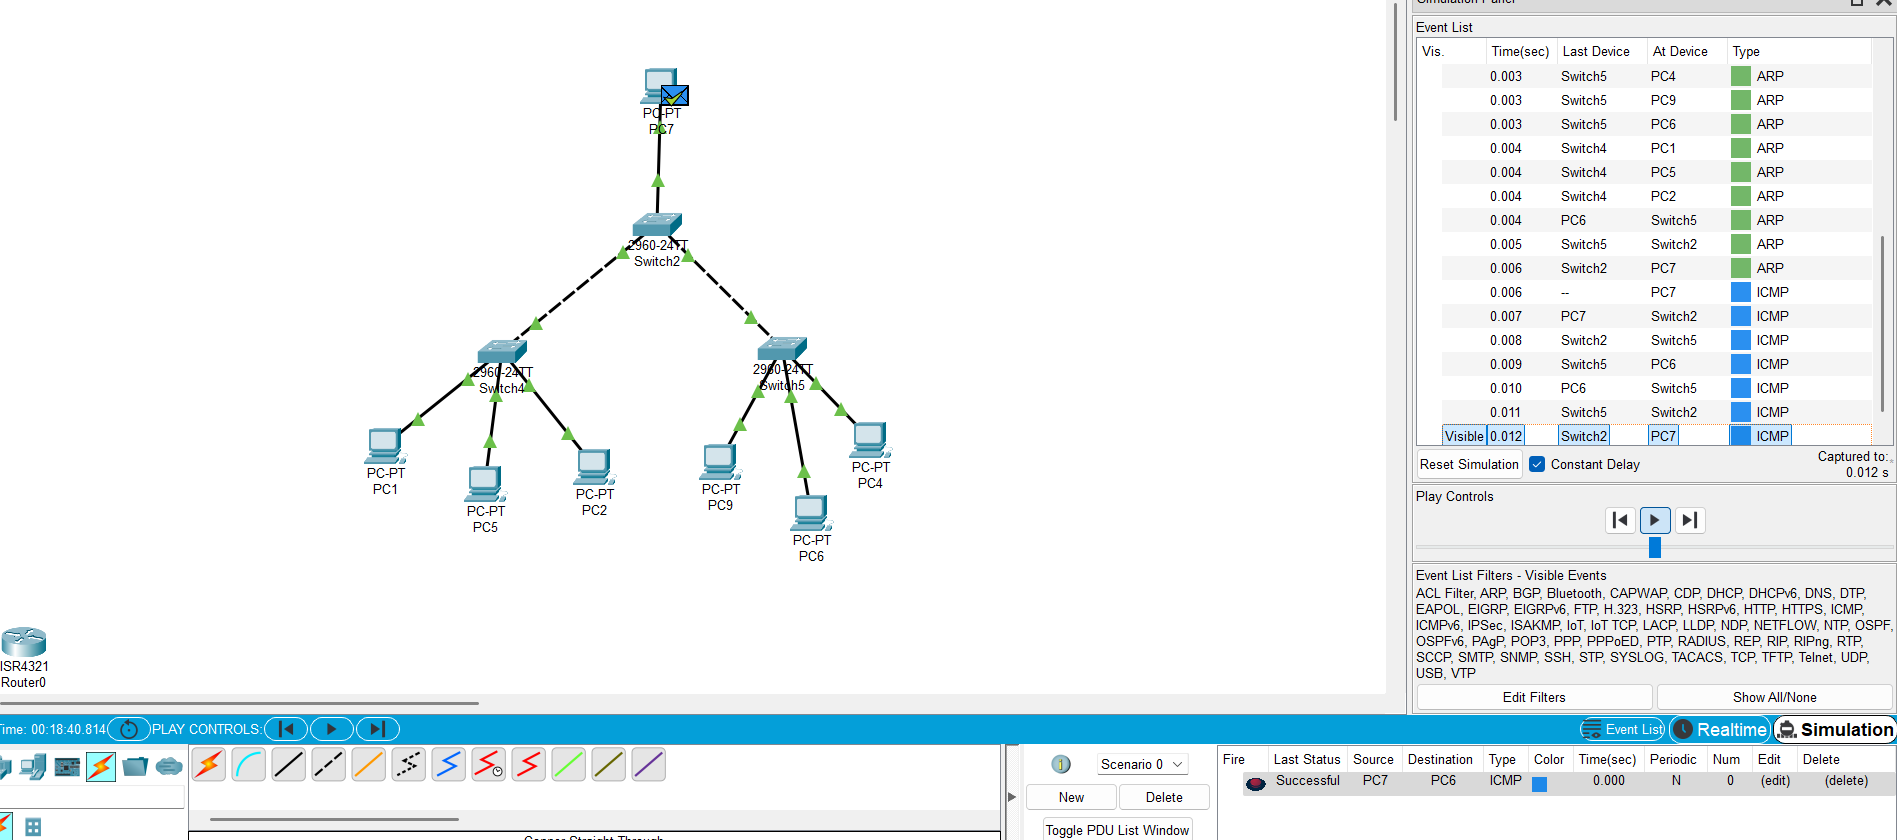 Simulation Panel
Event List
Vis. Time(sec) Last Device At Device Type
0.003 Switch5 PC4 ARP
0.003 Switch5 PC9 ARP
0.003 Switch5 PC6 ARP
0.004 Switch4 PC1 ARP
0.004 Switch4 PC5 ARP
0.004 Switch4 PC2 ARP
0.004 PC6 Switch5 ARP
0.005 Switch5 Switch2 ARP
0.006 Switch2 PC7 ARP
0.006 -- PC7 ICMP
0.007 PC7 Switch2 ICMP
0.008 Switch2 Switch5 ICMP
0.009 Switch5 PC6 ICMP
0.010 PC6 Switch5 ICMP
0.011 Switch5 Switch2 ICMP
Visible 0.012 Switch2 PC7 ICMP
Reset Simulation Constant Delay Captured to:
0.012 s
Play Controls
Event List Filters - Visible Events
ACL Filter, ARP, BGP, Bluetooth, CAPWAP, CDP, DHCP, DHCPv6, DNS, DTP,
EAPOL, EIGRP, EIGRPv6, FTP, H.323, HSRP, HSRPv6, HTTP, HTTPS, ICMP,
ICMPv6, IPSec, ISAKMP, IoT, IoT TCP, LACP, LLDP, NDP, NETFLOW, NTP, OSPF,
OSPFv6, PAgP, POP3, PPP, PPPoED, PTP, RADIUS, REP, RIP, RIPng, RTP,
SCCP, SMTP, SNMP, SSH, STP, SYSLOG, TACACS, TCP, TFTP, Telnet, UDP,
USB, VTP
Edit Filters Show All/None
PC-PT
PC7
2960-24TT
Switch2
2960-24TT
Switch4
2960-24TT
Switch5
PC-PT
PC1
PC-PT
PC5
PC-PT
PC2
PC-PT
PC9
PC-PT
PC6
PC-PT
PC4
ISR4321
Router0
Time: 00:18:40.814 PLAY CONTROLS: Event List Realtime Simulation
Scenario 0
New Delete
Toggle PDU List Window
Fire Last Status Source Destination Type Color Time(sec) Periodic Num Edit Delete
Successful PC7 PC6 ICMP 0.000 N 0 (edit) (delete)
Copper Straight-Through